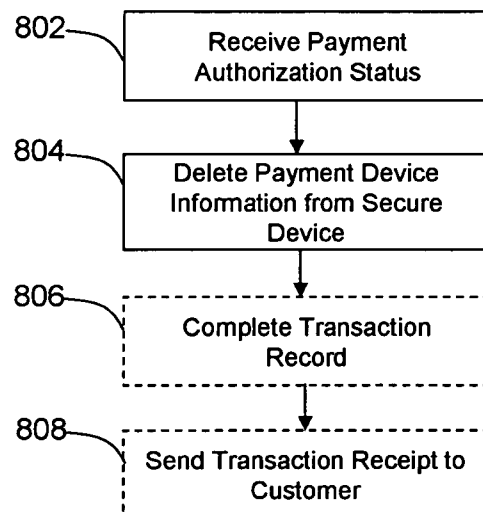 802
Receive Payment
Authorization Status
804
Delete Payment Device
Information from Secure
Device
806
Complete Transaction
Record
808
Send Transaction Receipt to
Customer